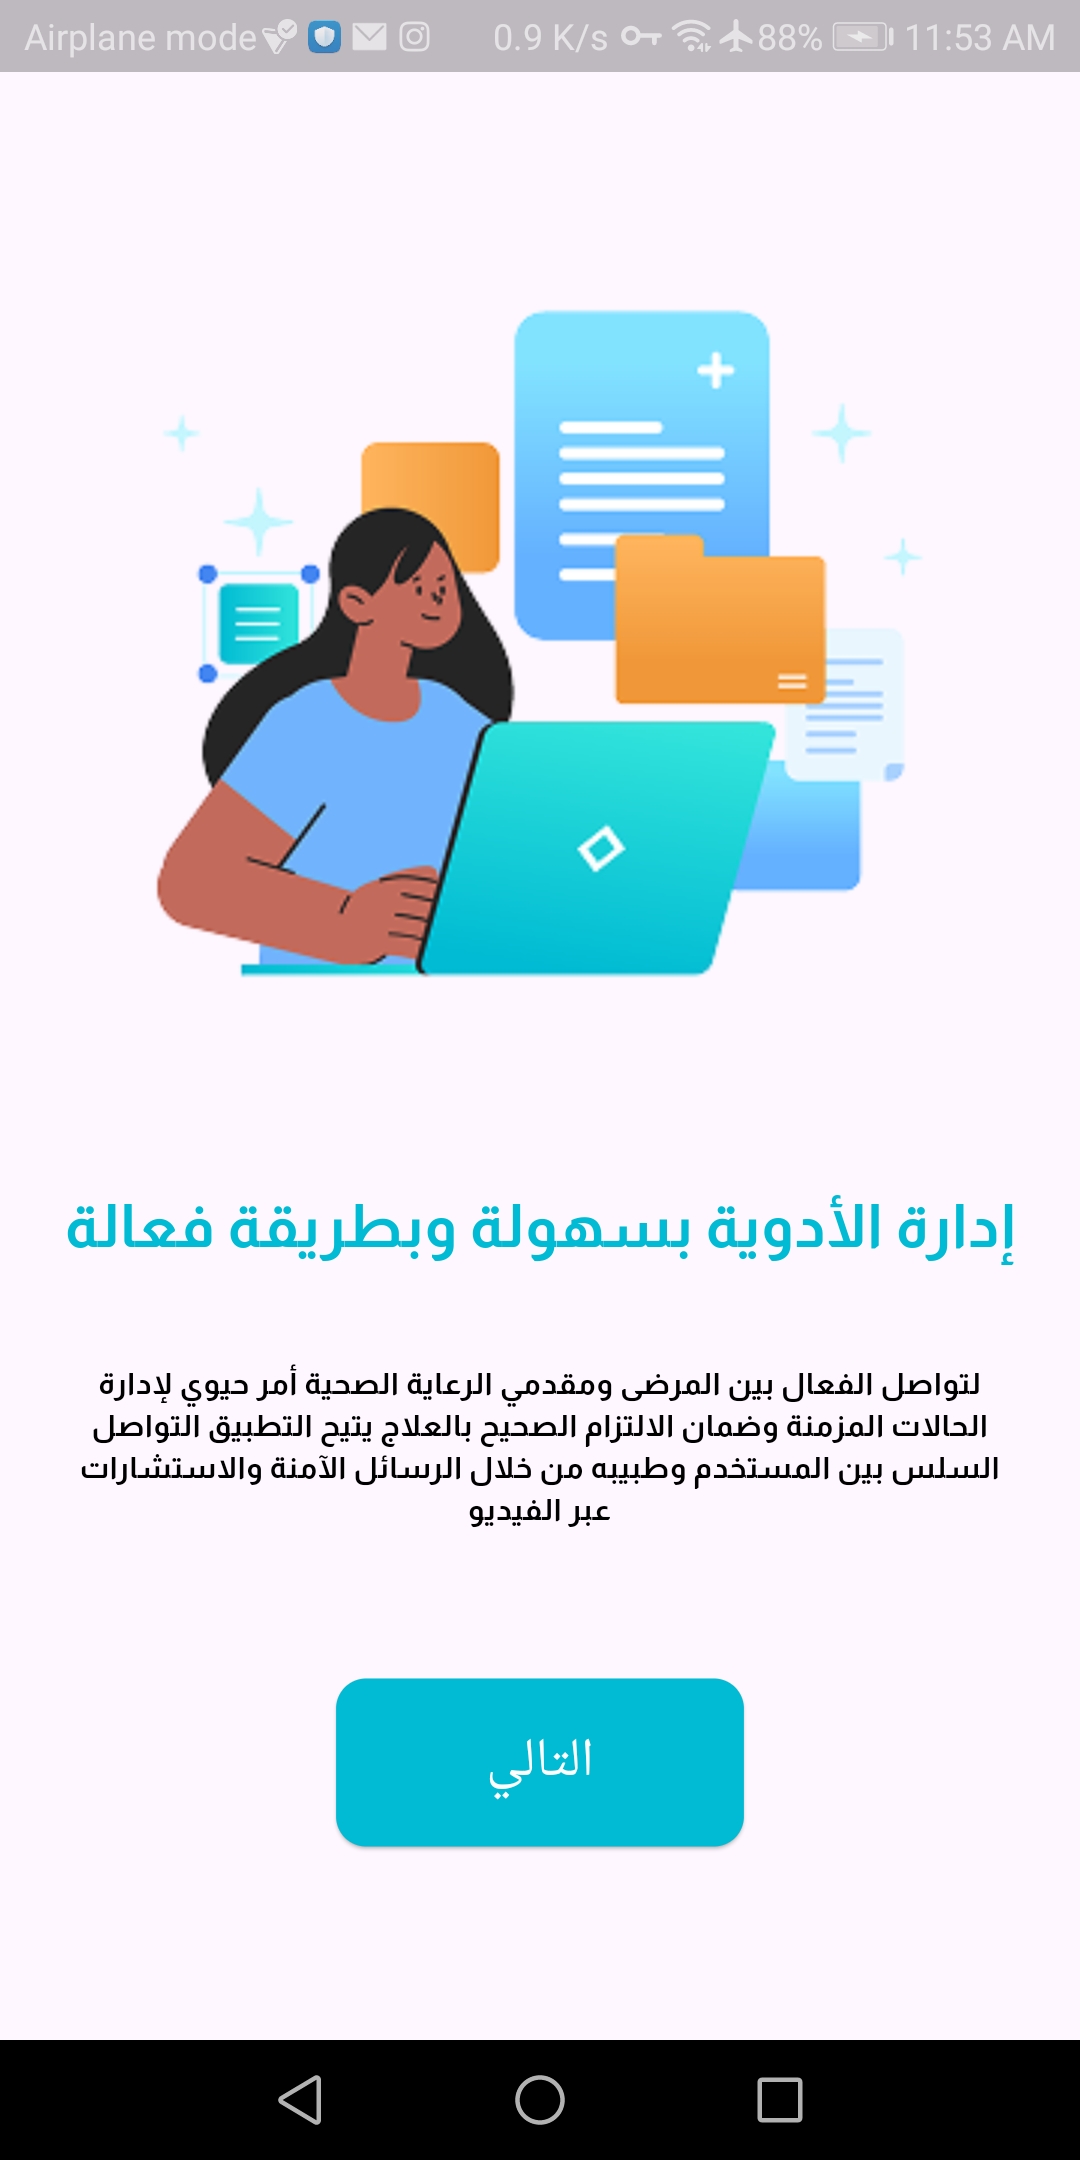 Airplane mode 0.9 K/s 88% 11:53 AM
إدارة الأدوية بسهولة وبطريقة فعالة
لتواصل الفعال بين المرضى ومقدمي الرعاية الصحية أمر حيوي لإدارة
الحالات المزمنة وضمان الالتزام الصحيح بالعلاج يتيح التطبيق التواصل
السلس بين المستخدم وطبيبه من خلال الرسائل الآمنة والاستشارات
عبر الفيديو
التالي